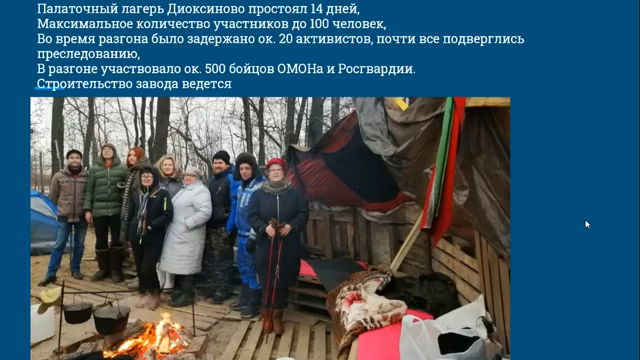 Палаточный лагерь Диоксиново простоял 14 дней,
Максимальное количество участников до 100 человек,
Во время разгона было задержано ок. 20 активистов, почти все подверглись
преследованию,
В разгоне участвовало ок. 500 бойцов ОМОНа и Росгвардии.
Строительство завода ведется